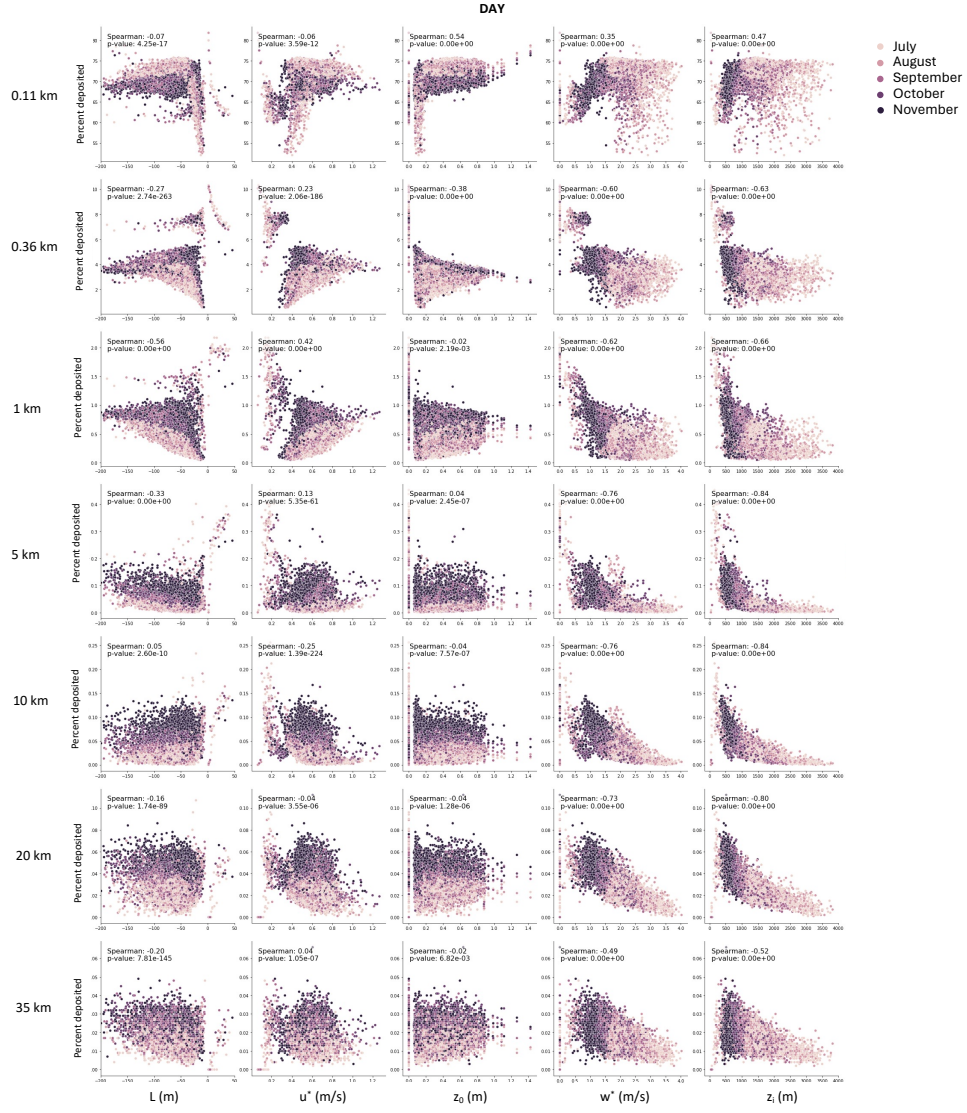 DAY
July
August
September
October
November
0.11 km
Percent deposited
Spearman: -0.07
p-value: 4.25e-17
Spearman: -0.06
p-value: 3.59e-12
Spearman: 0.54
p-value: 0.00e+00
Spearman: 0.35
p-value: 0.00e+00
Spearman: 0.47
p-value: 0.00e+00
0.36 km
Percent deposited
Spearman: -0.27
p-value: 2.74e-263
Spearman: 0.23
p-value: 2.06e-186
Spearman: -0.38
p-value: 0.00e+00
Spearman: -0.60
p-value: 0.00e+00
Spearman: -0.63
p-value: 0.00e+00
1 km
Percent deposited
Spearman: -0.56
p-value: 0.00e+00
Spearman: 0.42
p-value: 0.00e+00
Spearman: -0.02
p-value: 2.19e-03
Spearman: -0.62
p-value: 0.00e+00
Spearman: -0.66
p-value: 0.00e+00
5 km
Percent deposited
Spearman: -0.33
p-value: 0.00e+00
Spearman: 0.13
p-value: 5.35e-61
Spearman: 0.04
p-value: 2.45e-07
Spearman: -0.76
p-value: 0.00e+00
Spearman: -0.84
p-value: 0.00e+00
10 km
Percent deposited
Spearman: 0.05
p-value: 2.60e-10
Spearman: -0.25
p-value: 1.39e-224
Spearman: -0.04
p-value: 7.57e-07
Spearman: -0.76
p-value: 0.00e+00
Spearman: -0.84
p-value: 0.00e+00
20 km
Percent deposited
Spearman: -0.16
p-value: 1.74e-89
Spearman: -0.04
p-value: 3.55e-06
Spearman: -0.04
p-value: 1.28e-06
Spearman: -0.73
p-value: 0.00e+00
Spearman: -0.80
p-value: 0.00e+00
35 km
Percent deposited
Spearman: -0.20
p-value: 7.81e-145
Spearman: 0.04
p-value: 1.05e-07
Spearman: -0.02
p-value: 6.82e-03
Spearman: -0.49
p-value: 0.00e+00
Spearman: -0.52
p-value: 0.00e+00
L (m)
u* (m/s)
z₀ (m)
w* (m/s)
zᵢ (m)